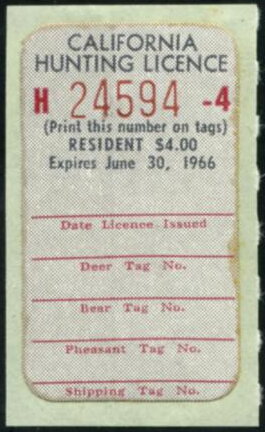 CALIFORNIA
HUNTING LICENCE
H 24594 -4
(Print this number on tags)
RESIDENT $4.00
Expires June 30, 1966
Date Licence Issued
Deer Tag No.
Bear Tag No.
Pheasant Tag No.
Shipping Tag No.